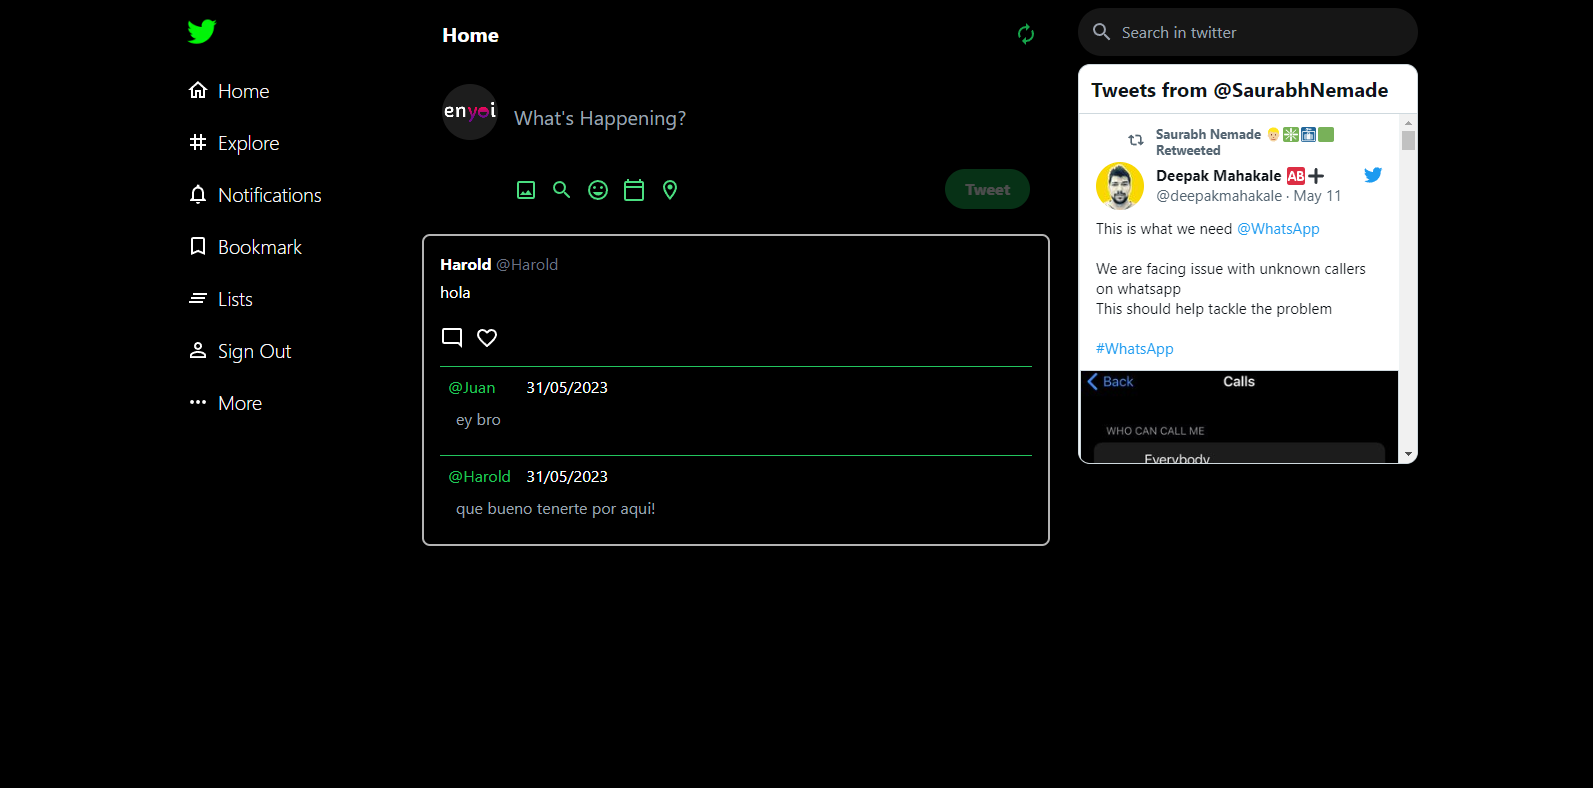 Home
Explore
Notifications
Bookmark
Lists
Sign Out
More
Home
enyoi
What's Happening?
Tweet
Harold @Harold
hola
@Juan 31/05/2023
ey bro
@Harold 31/05/2023
que bueno tenerte por aqui!
Search in twitter
Tweets from @SaurabhNemade
Saurabh Nemade
Retweeted
Deepak Mahakale 🆎➕
@deepakmahakale · May 11
This is what we need @WhatsApp
We are facing issue with unknown callers
on whatsapp
This should help tackle the problem
#WhatsApp
Back Calls
WHO CAN CALL ME
Everybody